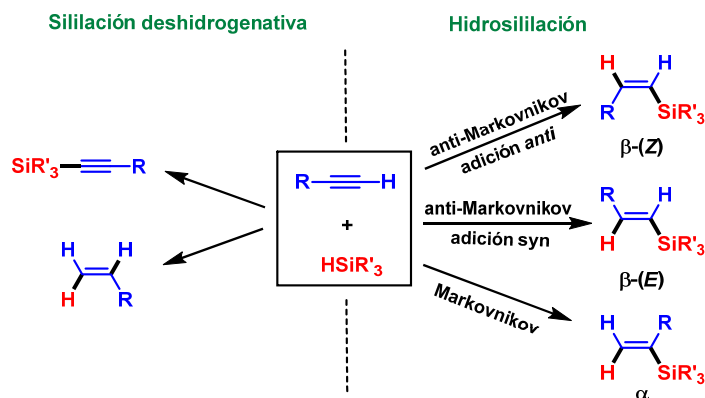 Sililación deshidrogenativa
Hidrosililación
SiR'3
R
H
H
H
R
R
H
+
HSiR'3
anti-Markovnikov
adición anti
anti-Markovnikov
adición syn
Markovnikov
H
H
R
SiR'3
β-(Z)
R
H
H
SiR'3
β-(E)
H
R
H
SiR'3
α